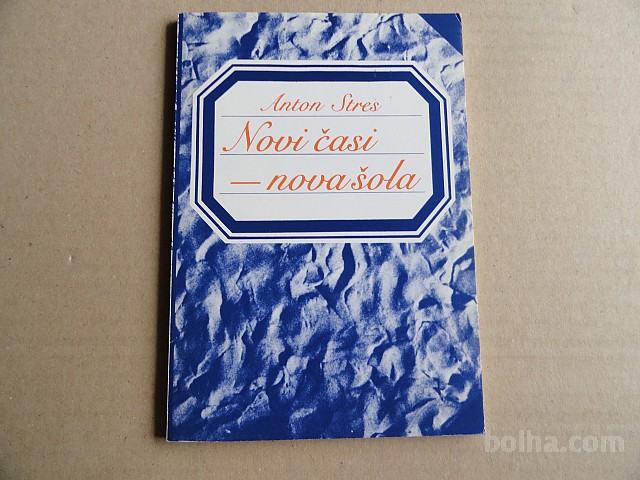 Anton Stres
Novi časi
— nova šola
bolha.com